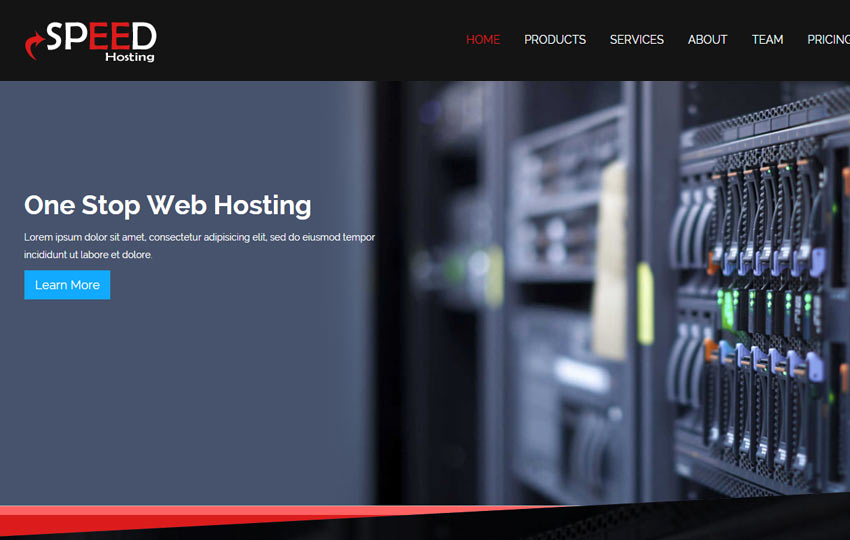 SPEED
Hosting
HOME PRODUCTS SERVICES ABOUT TEAM PRICING
One Stop Web Hosting
Lorem ipsum dolor sit amet, consectetur adipisicing elit, sed do eiusmod tempor
incididunt ut labore et dolore.
Learn More